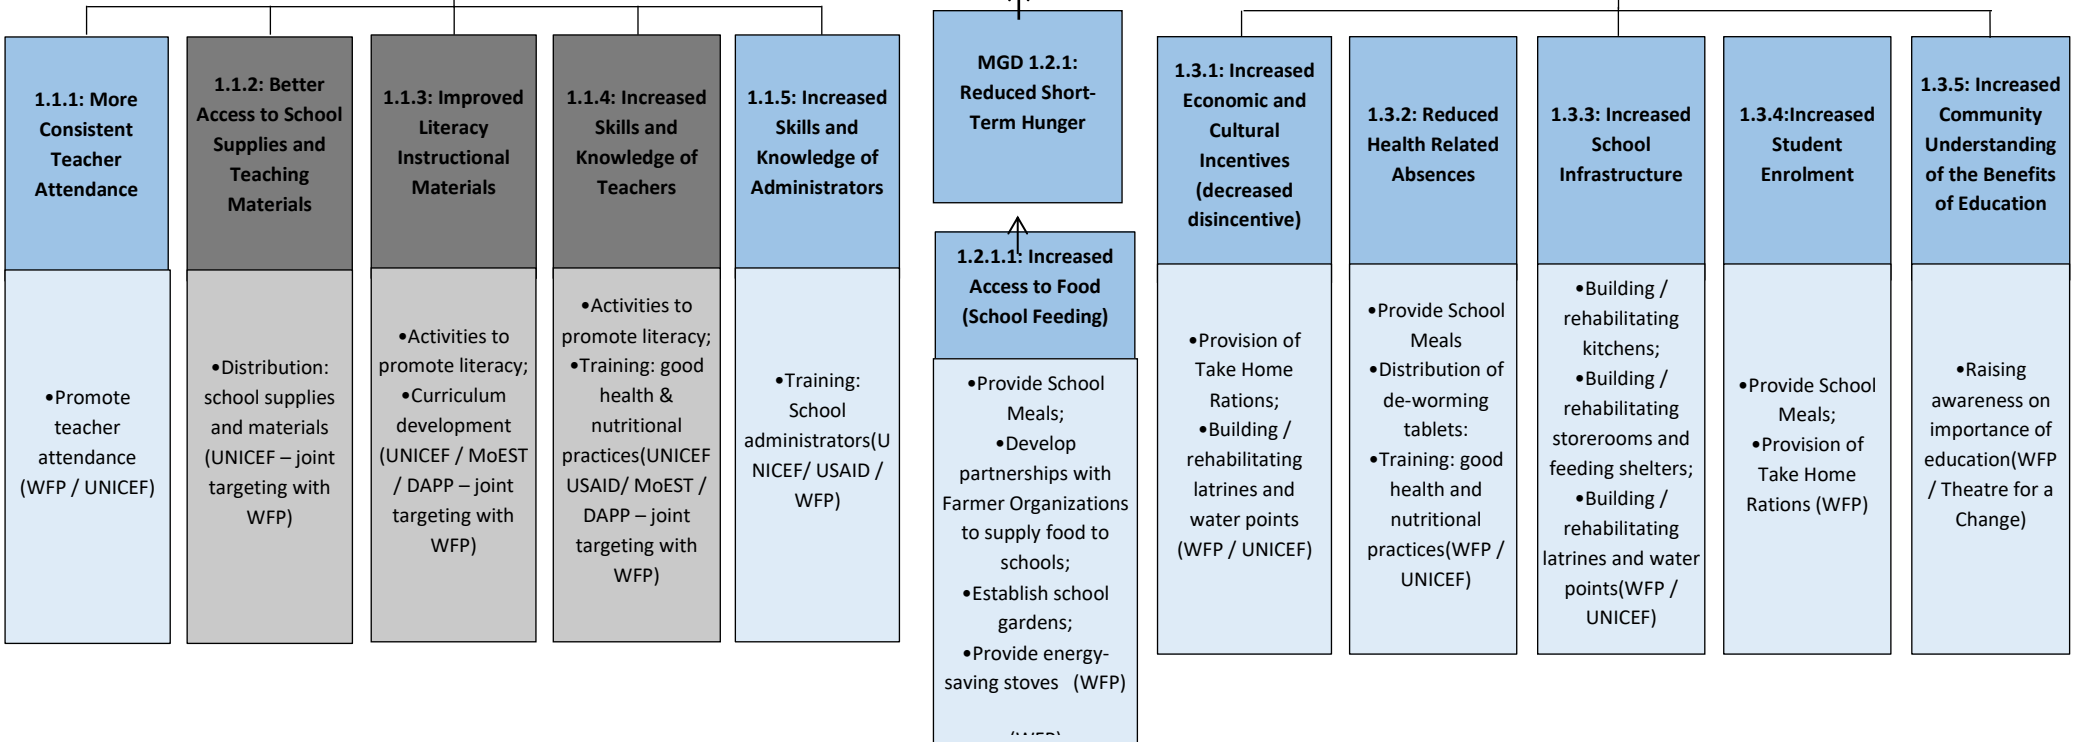 1.1.1: More
Consistent
Teacher
Attendance
•Promote
teacher
attendance
(WFP / UNICEF)
1.1.2: Better
Access to School
Supplies and
Teaching
Materials
•Distribution:
school supplies
and materials
(UNICEF – joint
targeting with
WFP)
1.1.3: Improved
Literacy
Instructional
Materials
•Activities to
promote literacy;
•Curriculum
development
(UNICEF / MoEST
/ DAPP – joint
targeting with
WFP)
1.1.4: Increased
Skills and
Knowledge of
Teachers
•Activities to
promote literacy;
•Training: good
health &
nutritional
practices(UNICEF
USAID/ MoEST /
DAPP – joint
targeting with
WFP)
1.1.5: Increased
Skills and
Knowledge of
Administrators
•Training:
School
administrators(U
NICEF/ USAID /
WFP)
MGD 1.2.1:
Reduced Short-
Term Hunger
1.2.1.1: Increased
Access to Food
(School Feeding)
•Provide School
Meals;
•Develop
partnerships with
Farmer Organizations
to supply food to
schools;
•Establish school
gardens;
•Provide energy-
saving stoves (WFP)
(WFP)
1.3.1: Increased
Economic and
Cultural
Incentives
(decreased
disincentive)
•Provision of
Take Home
Rations;
•Building /
rehabilitating
latrines and
water points
(WFP / UNICEF)
1.3.2: Reduced
Health Related
Absences
•Provide School
Meals
•Distribution of
de-worming
tablets:
•Training: good
health and
nutritional
practices(WFP /
UNICEF)
1.3.3: Increased
School
Infrastructure
•Building /
rehabilitating
kitchens;
•Building /
rehabilitating
storerooms and
feeding shelters;
•Building /
rehabilitating
latrines and water
points(WFP /
UNICEF)
1.3.4:Increased
Student
Enrolment
•Provide School
Meals;
•Provision of
Take Home
Rations (WFP)
1.3.5: Increased
Community
Understanding
of the Benefits
of Education
•Raising
awareness on
importance of
education(WFP
/ Theatre for a
Change)